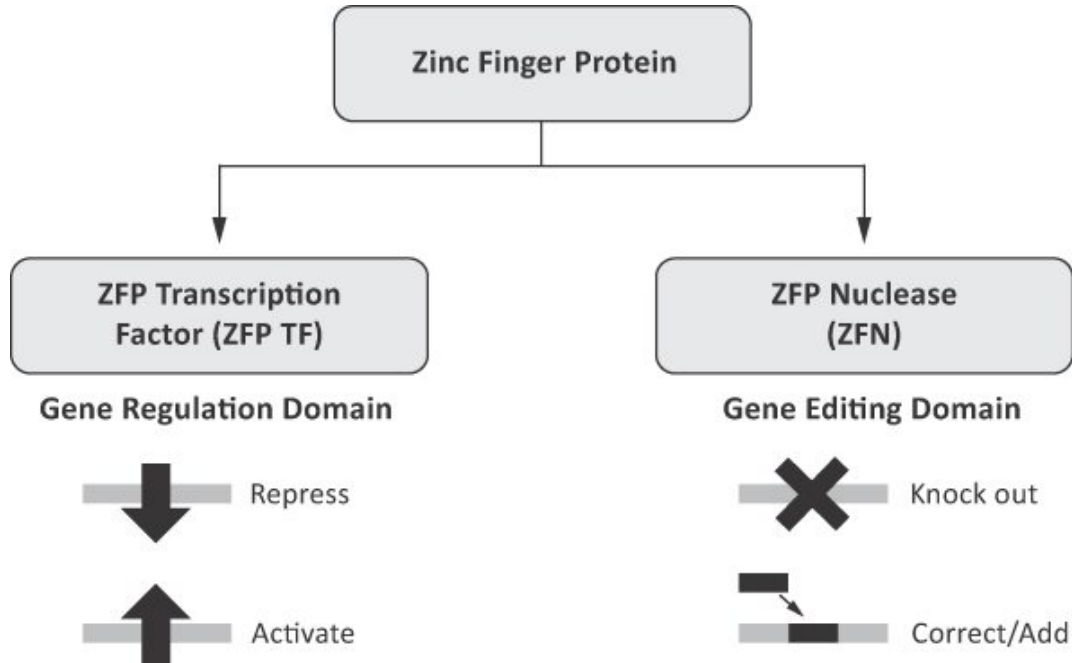 Zinc Finger Protein
ZFP Transcription
Factor (ZFP TF)
Gene Regulation Domain
Repress
Activate
ZFP Nuclease
(ZFN)
Gene Editing Domain
Knock out
Correct/Add